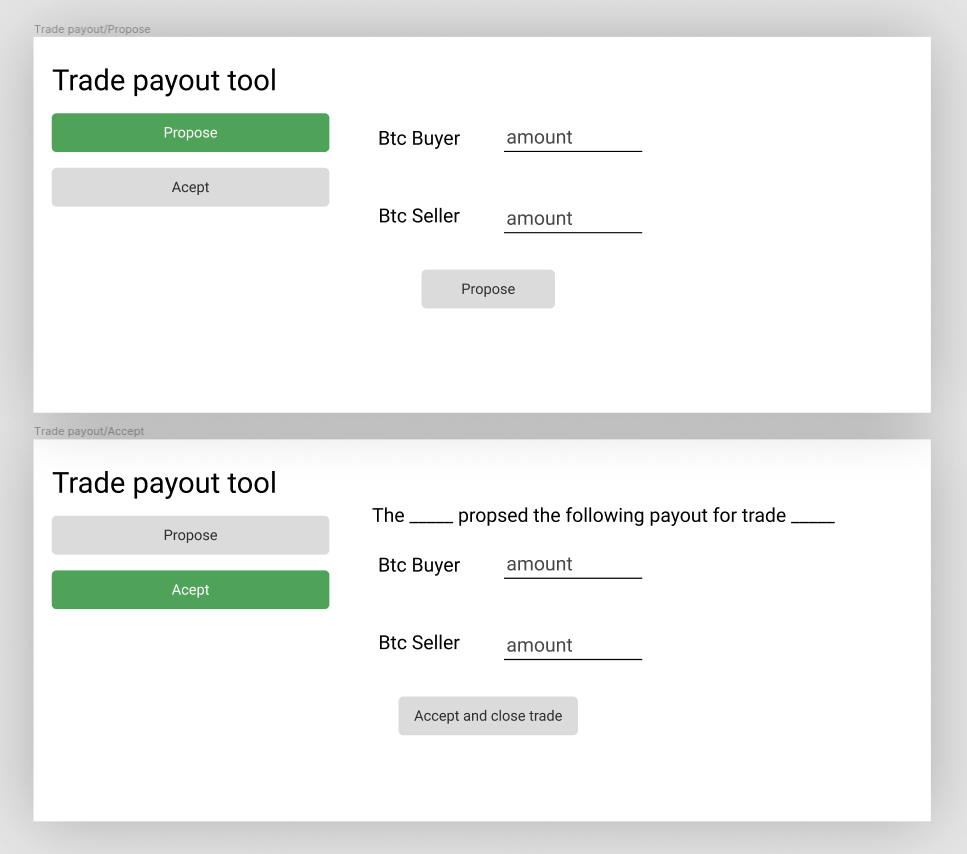 Trade payout/Propose
Trade payout tool
Propose
Acept
Btc Buyer amount
Btc Seller amount
Propose
Trade payout/Accept
Trade payout tool
Propose
Acept
The _____ propsed the following payout for trade _____
Btc Buyer amount
Btc Seller amount
Accept and close trade